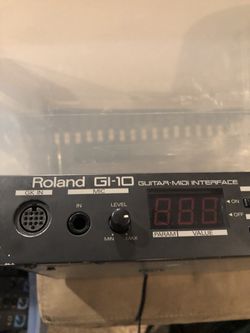 Roland GI-10 GUITAR-MIDI INTERFACE
GK IN
MIC
IN
LEVEL
MIN
MAX
PARAM
VALUE
ON
OFF